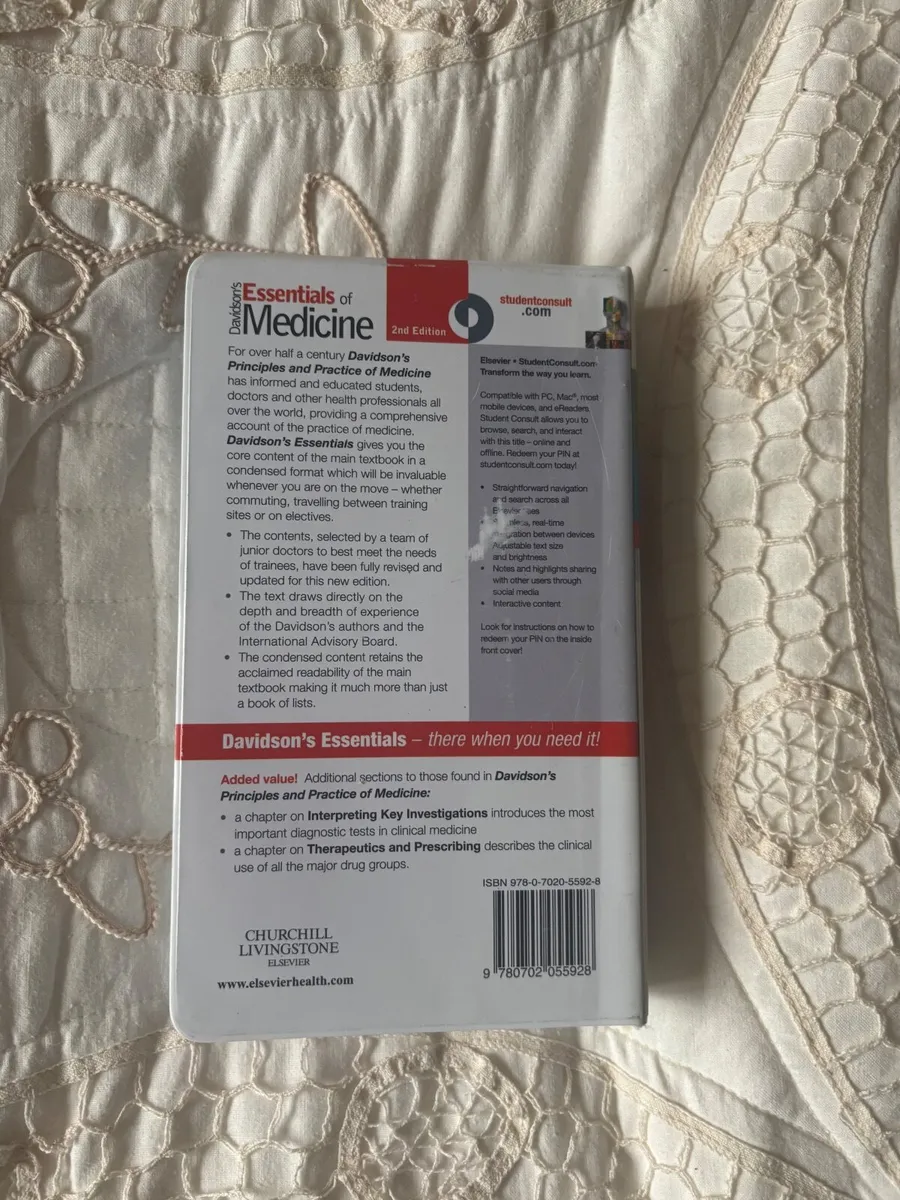 Davidson's
Essentials of
Medicine
2nd Edition
studentconsult
.com
For over half a century Davidson's
Principles and Practice of Medicine
has informed and educated students,
doctors and other health professionals all
over the world, providing a comprehensive
account of the practice of medicine.
Davidson's Essentials gives you the
core content of the main textbook in a
condensed format which will be invaluable
whenever you are on the move – whether
commuting, travelling between training
sites or on electives.
• The contents, selected by a team of
junior doctors to best meet the needs
of trainees, have been fully revised and
updated for this new edition.
• The text draws directly on the
depth and breadth of experience
of the Davidson's authors and the
International Advisory Board.
• The condensed content retains the
acclaimed readability of the main
textbook making it much more than just
a book of lists.
Elsevier • StudentConsult.com
Transform the way you learn.
Compatible with PC, Mac®, most
mobile devices, and eReaders,
Student Consult allows you to
browse, search, and interact
with this title – online and
offline. Redeem your PIN at
studentconsult.com today!
• Straightforward navigation
and search across all
real-time
between devices
Adjustable text size
and brightness
• Notes and highlights sharing
with other users through
social media
• Interactive content
Look for instructions on how to
redeem your PIN on the inside
front cover!
Davidson's Essentials – there when you need it!
Added value! Additional sections to those found in Davidson's
Principles and Practice of Medicine:
• a chapter on Interpreting Key Investigations introduces the most
important diagnostic tests in clinical medicine
• a chapter on Therapeutics and Prescribing describes the clinical
use of all the major drug groups.
ISBN 978-0-7020-5592-8
9 780702 055928
CHURCHILL
LIVINGSTONE
ELSEVIER
www.elsevierhealth.com